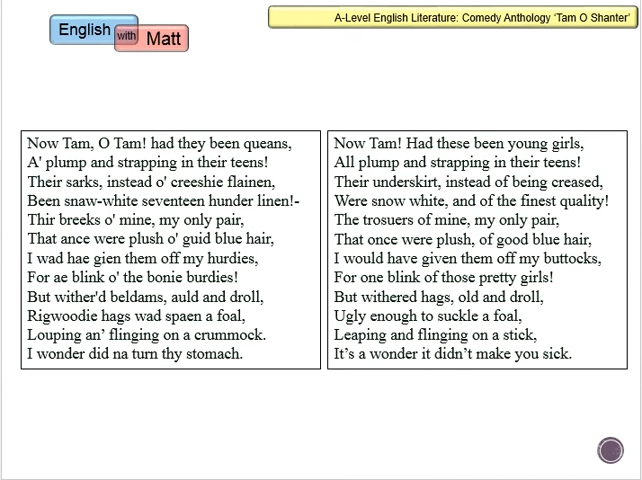 English with Matt
A-Level English Literature: Comedy Anthology ‘Tam O Shanter’
Now Tam, O Tam! had they been queans,
A' plump and strapping in their teens!
Their sarks, instead o' creeshie flainen,
Been snaw-white seventeen hunder linen!-
Thir breeks o' mine, my only pair,
That ance were plush o' guid blue hair,
I wad hae gien them off my hurdies,
For ae blink o' the bonie burdies!
But wither'd beldams, auld and droll,
Rigwoodie hags wad spaen a foal,
Louping an’ flinging on a crummock.
I wonder did na turn thy stomach.
Now Tam! Had these been young girls,
All plump and strapping in their teens!
Their underskirt, instead of being creased,
Were snow white, and of the finest quality!
The trosuers of mine, my only pair,
That once were plush, of good blue hair,
I would have given them off my buttocks,
For one blink of those pretty girls!
But withered hags, old and droll,
Ugly enough to suckle a foal,
Leaping and flinging on a stick,
It’s a wonder it didn’t make you sick.